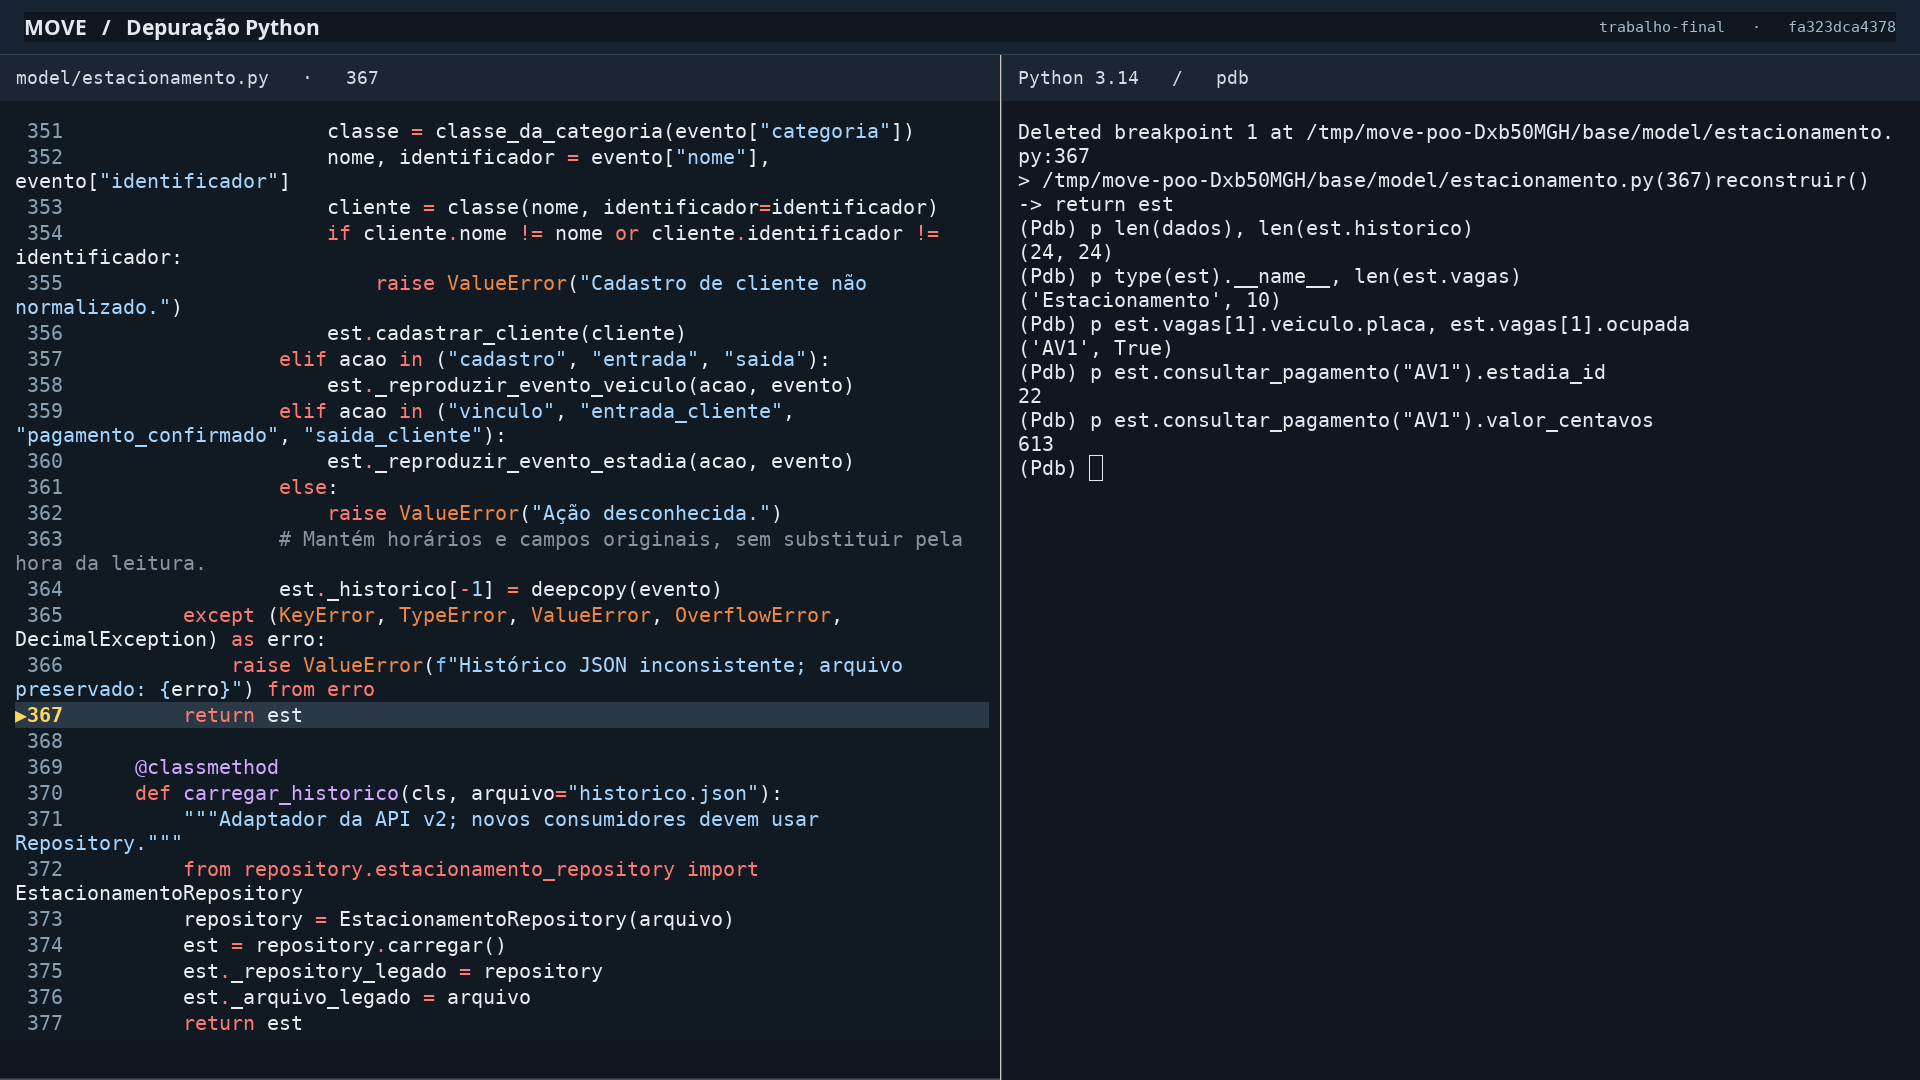 MOVE / Depuração Python
trabalho-final · fa323dca4378
model/estacionamento.py · 367
351                       classe = classe_da_categoria(evento["categoria"])
352                       nome, identificador = evento["nome"],
evento["identificador"]
353                       cliente = classe(nome, identificador=identificador)
354                       if cliente.nome != nome or cliente.identificador !=
identificador:
355                           raise ValueError("Cadastro de cliente não
normalizado.")
356                       est.cadastrar_cliente(cliente)
357                   elif acao in ("cadastro", "entrada", "saida"):
358                       est._reproduzir_evento_veiculo(acao, evento)
359                   elif acao in ("vinculo", "entrada_cliente",
"pagamento_confirmado", "saida_cliente"):
360                       est._reproduzir_evento_estadia(acao, evento)
361                   else:
362                       raise ValueError("Ação desconhecida.")
363                   # Mantém horários e campos originais, sem substituir pela
hora da leitura.
364                   est._historico[-1] = deepcopy(evento)
365           except (KeyError, TypeError, ValueError, OverflowError,
DecimalException) as erro:
366               raise ValueError(f"Histórico JSON inconsistente; arquivo
preservado: {erro}") from erro
▶367          return est
368
369       @classmethod
370       def carregar_historico(cls, arquivo="historico.json"):
371           """Adaptador da API v2; novos consumidores devem usar
Repository."""
372           from repository.estacionamento_repository import
EstacionamentoRepository
373           repository = EstacionamentoRepository(arquivo)
374           est = repository.carregar()
375           est._repository_legado = repository
376           est._arquivo_legado = arquivo
377           return est
Python 3.14 / pdb
Deleted breakpoint 1 at /tmp/move-poo-Dxb50MGH/base/model/estacionamento.
py:367
> /tmp/move-poo-Dxb50MGH/base/model/estacionamento.py(367)reconstruir()
-> return est
(Pdb) p len(dados), len(est.historico)
(24, 24)
(Pdb) p type(est).__name__, len(est.vagas)
('Estacionamento', 10)
(Pdb) p est.vagas[1].veiculo.placa, est.vagas[1].ocupada
('AV1', True)
(Pdb) p est.consultar_pagamento("AV1").estadia_id
22
(Pdb) p est.consultar_pagamento("AV1").valor_centavos
613
(Pdb)